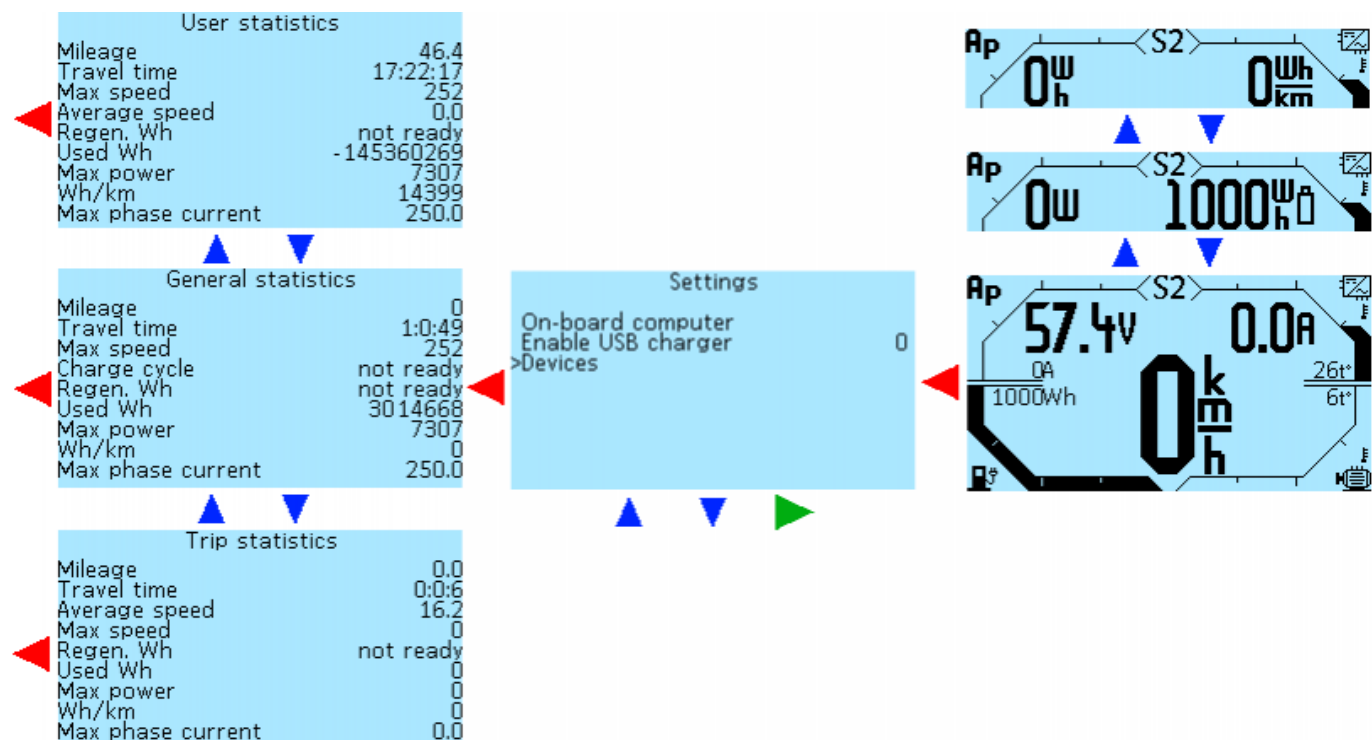 User statistics
Mileage 46.4
Travel time 17:22:17
Max speed 252
Average speed 0.0
Regen. Wh not ready
Used Wh -145360269
Max power 7307
Wh/km 14399
Max phase current 250.0
General statistics
Mileage 0
Travel time 1:0:49
Max speed 252
Charge cycle not ready
Regen. Wh not ready
Used Wh 3014668
Max power 7307
Wh/km 0
Max phase current 250.0
Trip statistics
Mileage 0.0
Travel time 0:0:6
Average speed 16.2
Max speed 0
Regen. Wh not ready
Used Wh 0
Max power 0
Wh/km 0
Max phase current 0.0
Settings
On-board computer
Enable USB charger 0
>Devices
Ap S2
0Wh 0Wh/km
Ap S2
0W 1000Wh
Ap S2
57.4V 0.0A
0A 26t°
1000Wh 6t°
0km/h